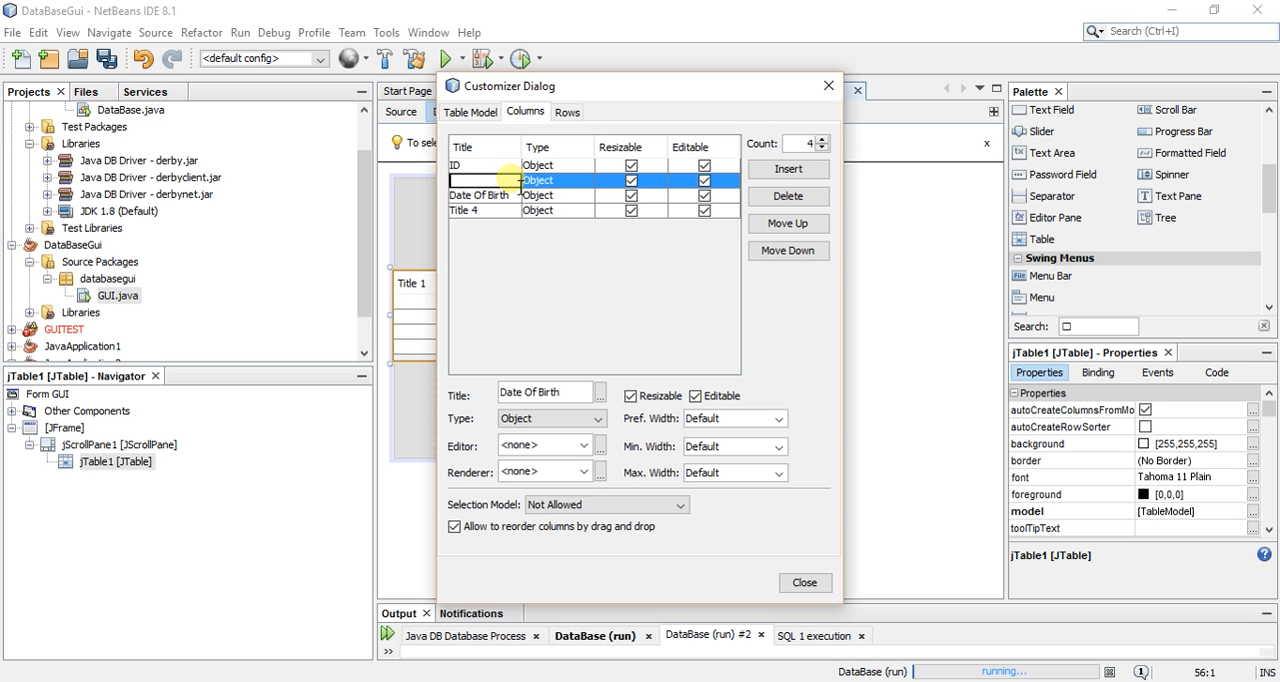 DataBaseGui - NetBeans IDE 8.1
File Edit View Navigate Source Refactor Run Debug Profile Team Tools Window Help
Search (Ctrl+I)
<default config>
Projects Files Services
DataBase.java
Test Packages
Libraries
Java DB Driver - derby.jar
Java DB Driver - derbyclient.jar
Java DB Driver - derbynet.jar
JDK 1.8 (Default)
Test Libraries
DataBaseGui
Source Packages
databasegui
GUI.java
Libraries
GUITEST
JavaApplication1
jTable1 [JTable] - Navigator
Form GUI
Other Components
[JFrame]
jScrollPane1 [JScrollPane]
jTable1 [JTable]
Start Page
Source
To sele
Title 1
Customizer Dialog
Table Model Columns Rows
Title Type Resizable Editable
ID Object
Object
Date Of Birth Object
Title 4 Object
Count: 4
Insert
Delete
Move Up
Move Down
Title: Date Of Birth ... Resizable Editable
Type: Object Pref. Width: Default
Editor: <none> ... Min. Width: Default
Renderer: <none> ... Max. Width: Default
Selection Model: Not Allowed
Allow to reorder columns by drag and drop
Close
Palette
Text Field Scroll Bar
Slider Progress Bar
Text Area Formatted Field
Password Field Spinner
Separator Text Pane
Editor Pane Tree
Table
Swing Menus
Menu Bar
Menu
Search:
jTable1 [JTable] - Properties
Properties Binding Events Code
Properties
autoCreateColumnsFromMo
autoCreateRowSorter
background [255,255,255]
border (No Border)
font Tahoma 11 Plain
foreground [0,0,0]
model [TableModel]
toolTipText
jTable1 [JTable]
Output Notifications
Java DB Database Process DataBase (run) DataBase (run) #2 SQL 1 execution
DataBase (run) running... 56:1 INS